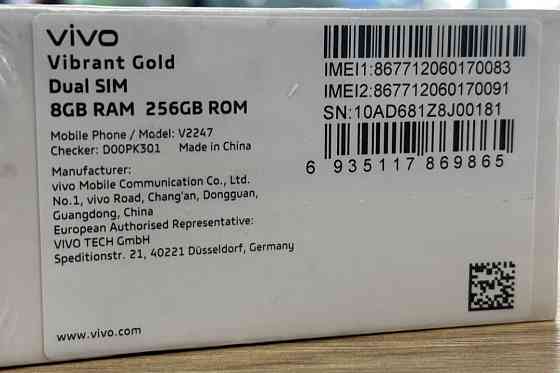 vivo
Vibrant Gold
Dual SIM
8GB RAM 256GB ROM
Mobile Phone / Model: V2247
Checker: D00PK301 Made in China
Manufacturer:
vivo Mobile Communication Co., Ltd.
No.1, vivo Road, Chang'an, Dongguan,
Guangdong, China
European Authorised Representative:
VIVO TECH GmbH
Speditionstr. 21, 40221 Düsseldorf, Germany
www.vivo.com
IMEI1:867712060170083
IMEI2:867712060170091
SN:10AD681Z8J00181
6 935117 869865